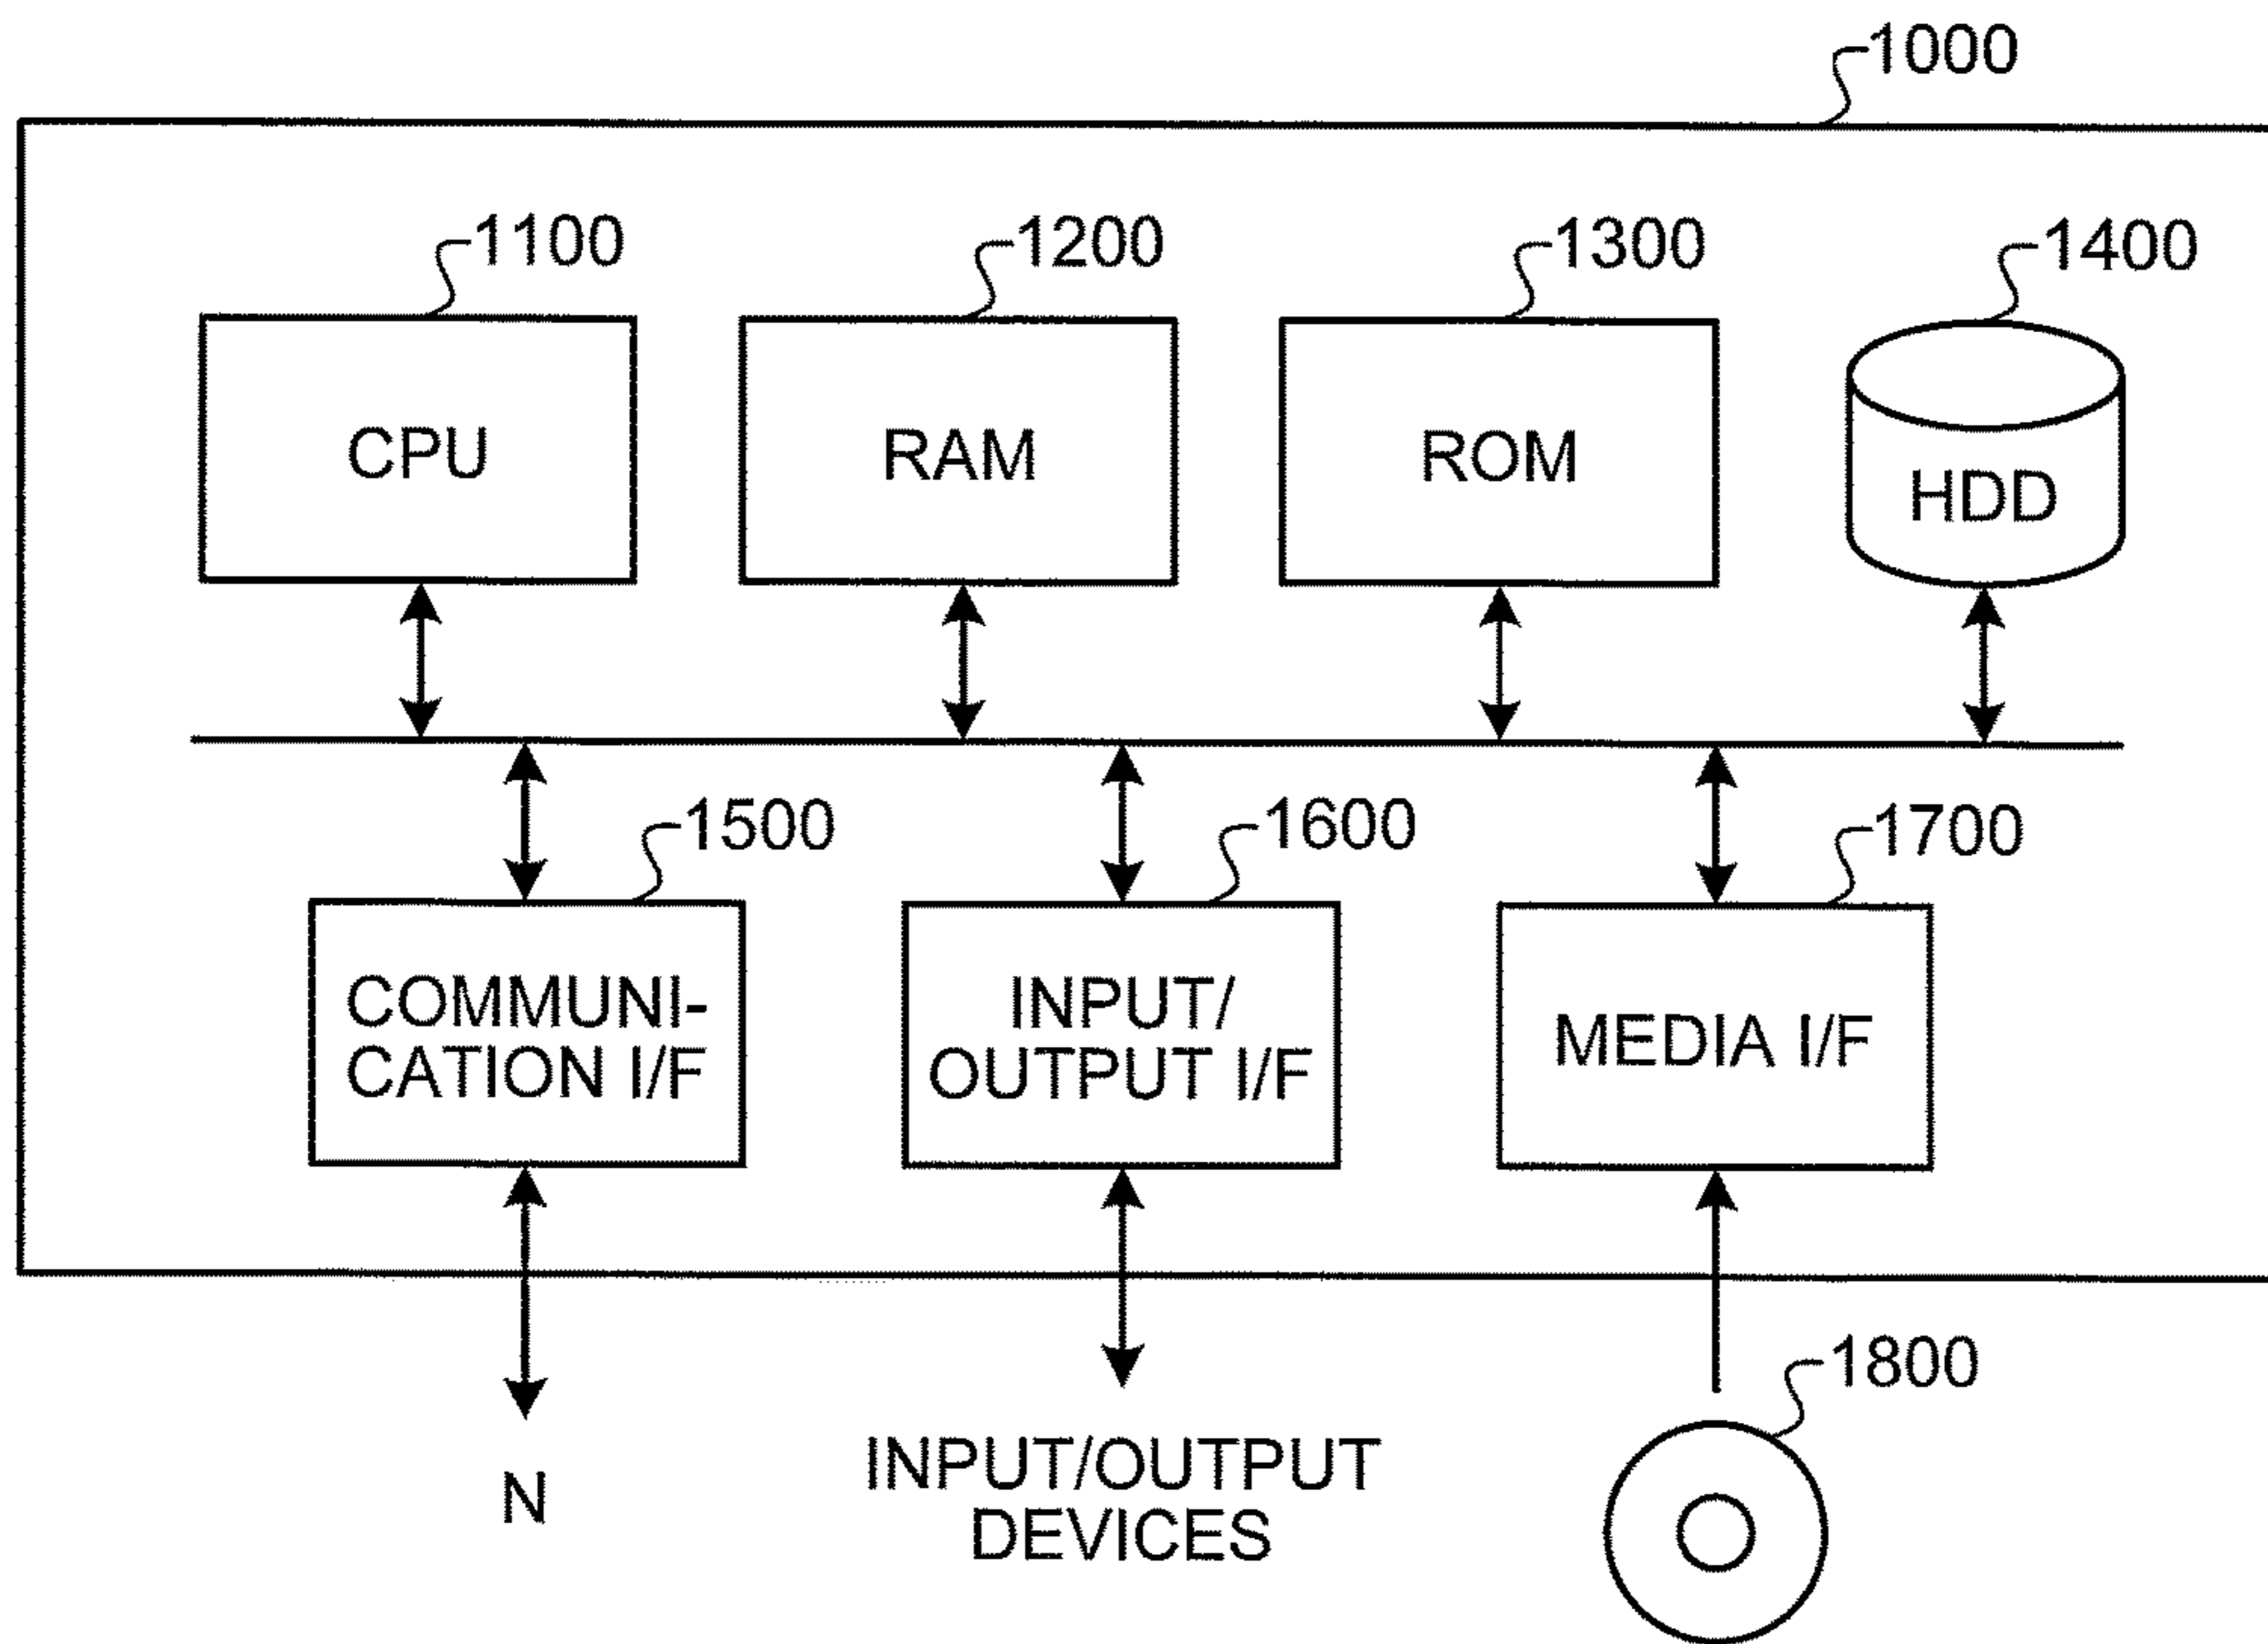 1000
1100
1200
1300
1400
CPU
RAM
ROM
HDD
1500
1600
1700
COMMUNI-
CATION I/F
INPUT/
OUTPUT I/F
MEDIA I/F
1800
N
INPUT/OUTPUT
DEVICES